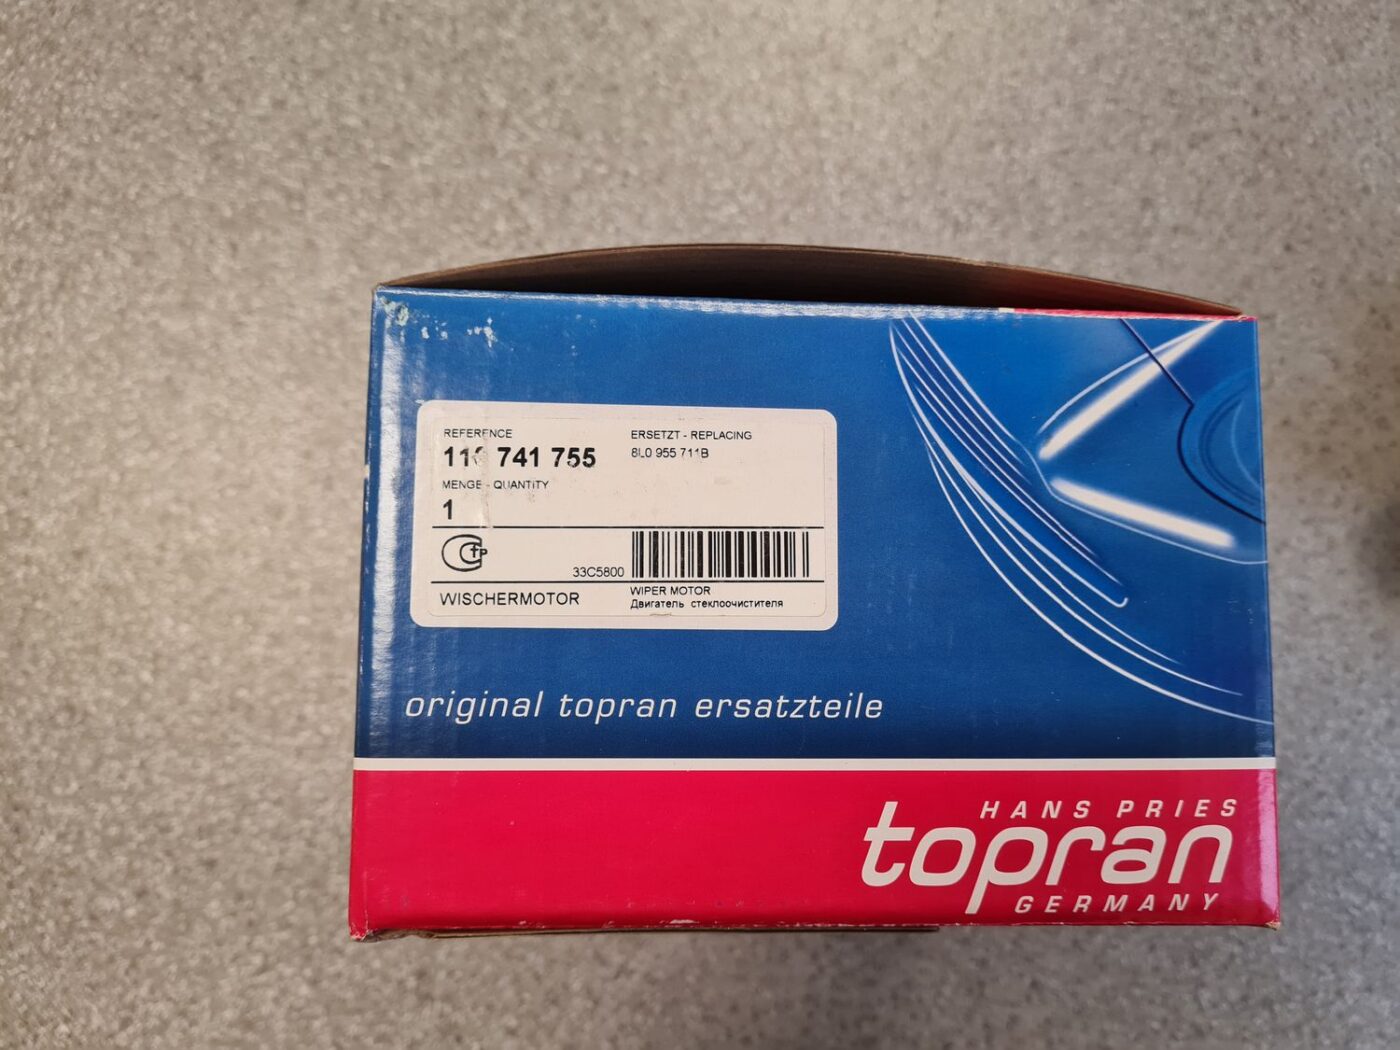 REFERENCE
741 755
MENGE - QUANTITY
1
ERSETZT - REPLACING
8L0 955 711B
33C5800
WISCHERMOTOR
WIPER MOTOR
Двигатель стеклоочистителя
original topran ersatzteile
HANS PRIES
topran
GERMANY